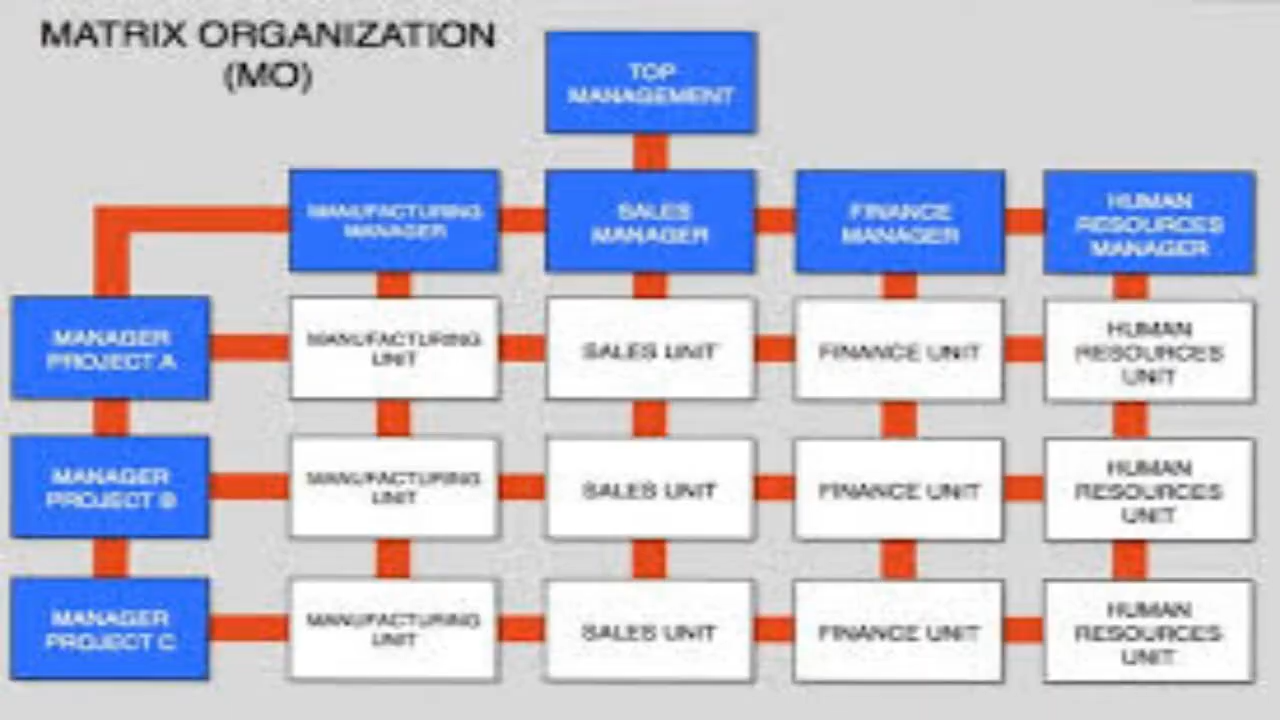 MATRIX ORGANIZATION
(MO)
TOP
MANAGEMENT
MANUFACTURING
MANAGER
SALES
MANAGER
FINANCE
MANAGER
HUMAN
RESOURCES
MANAGER
MANAGER
PROJECT A
MANUFACTURING
UNIT
SALES UNIT
FINANCE UNIT
HUMAN
RESOURCES
UNIT
MANAGER
PROJECT B
MANUFACTURING
UNIT
SALES UNIT
FINANCE UNIT
HUMAN
RESOURCES
UNIT
MANAGER
PROJECT C
MANUFACTURING
UNIT
SALES UNIT
FINANCE UNIT
HUMAN
RESOURCES
UNIT